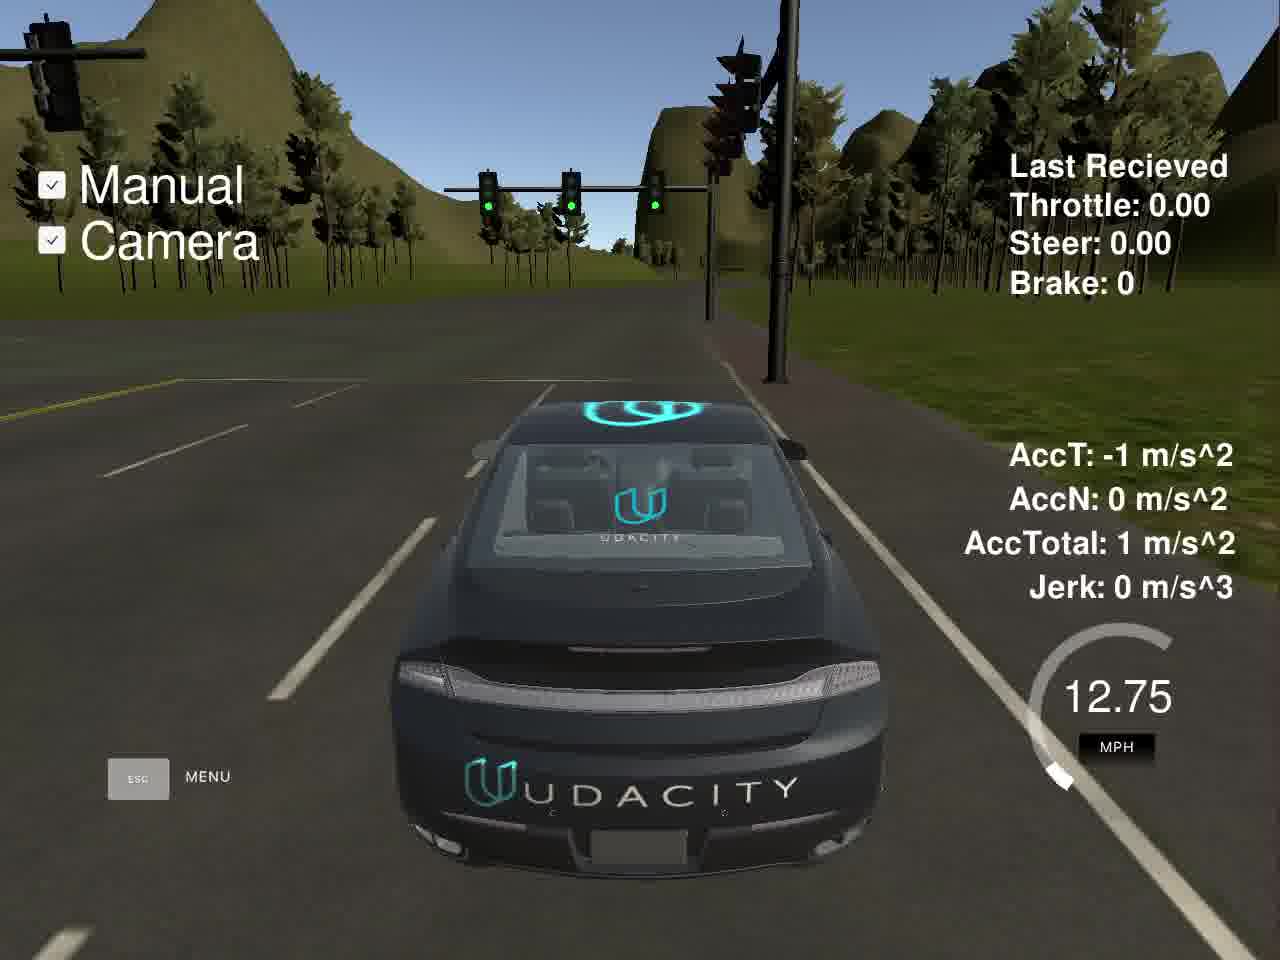 Manual
Camera
Last Recieved
Throttle: 0.00
Steer: 0.00
Brake: 0
AccT: -1 m/s^2
AccN: 0 m/s^2
AccTotal: 1 m/s^2
Jerk: 0 m/s^3
UDACITY
12.75
MPH
ESC
MENU
UDACITY